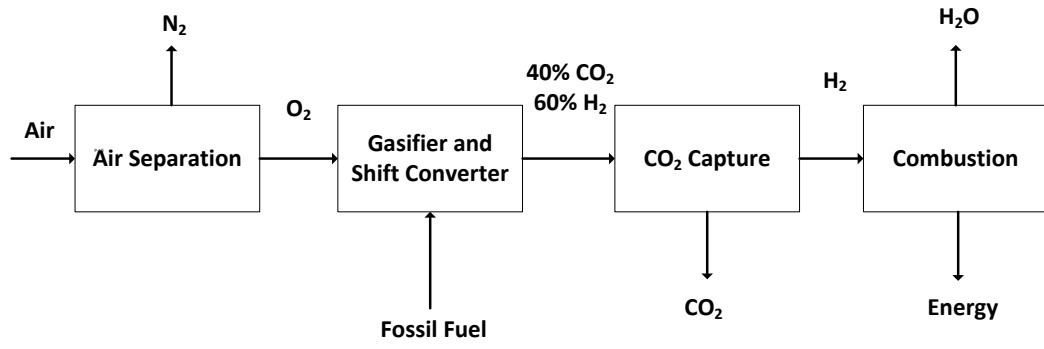 N₂
H₂O
40% CO₂
60% H₂
H₂
Air
O₂
Air Separation
Gasifier and
Shift Converter
CO₂ Capture
Combustion
Fossil Fuel
CO₂
Energy